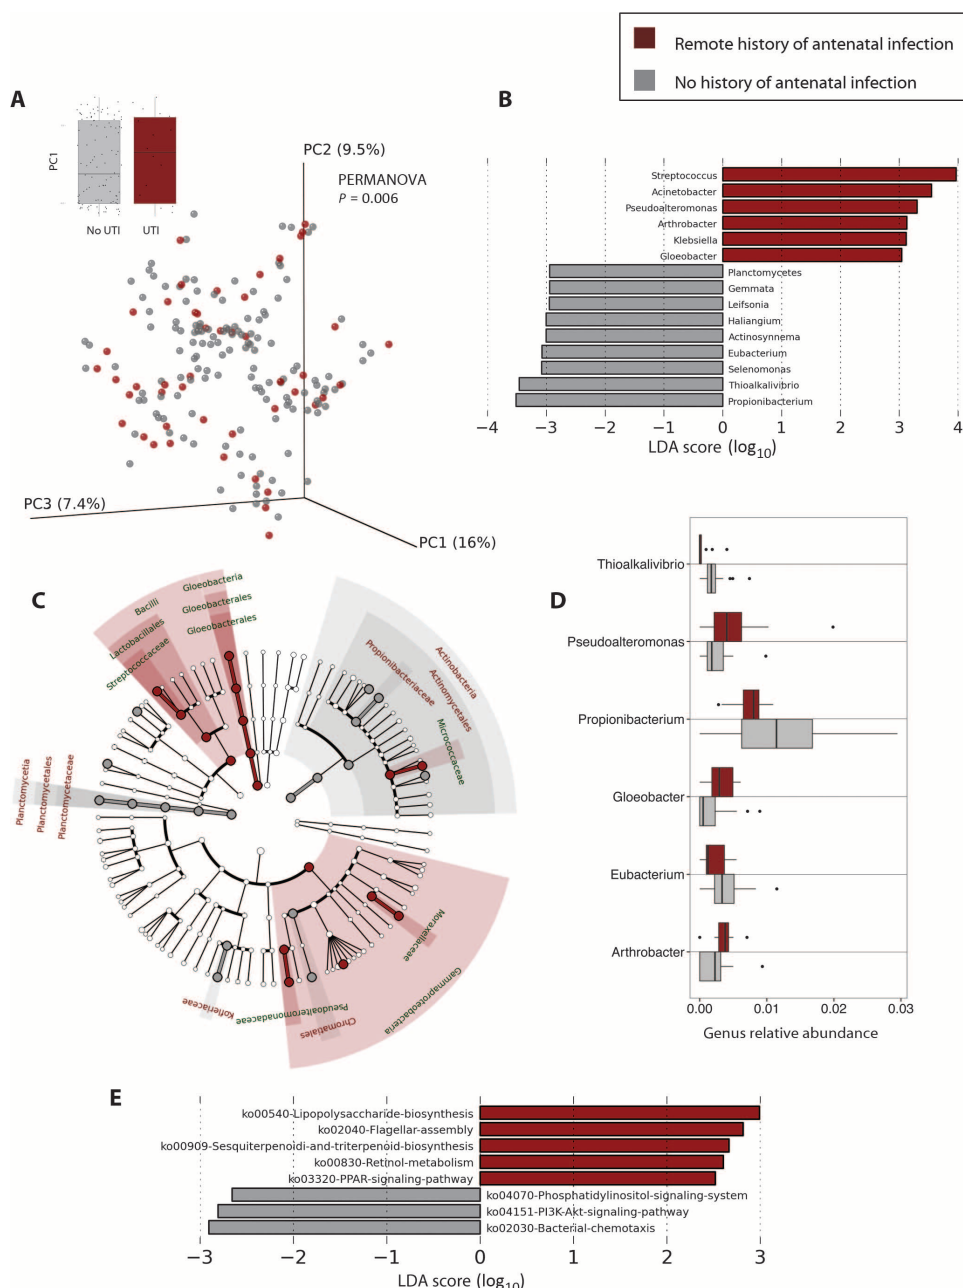 Remote history of antenatal infection
No history of antenatal infection
A
PC1
No UTI
UTI
PC2 (9.5%)
PERMANOVA
P = 0.006
PC3 (7.4%)
PC1 (16%)
B
Streptococcus
Acinetobacter
Pseudoalteromonas
Arthrobacter
Klebsiella
Gloeobacter
Planctomycetes
Gemmata
Leifsonia
Haliangium
Actinosynnema
Eubacterium
Selenomonas
Thioalkalivibrio
Propionibacterium
−4 −3 −2 −1 0 1 2 3 4
LDA score (log10)
C
Gloeobacteria
Gloeobacterales
Gloeobacterales
Bacilli
Lactobacillales
Streptococcaceae
Propionibacteriaceae
Actinobacteria
Actinomycetales
Micrococcaceae
Planctomycetia
Planctomycetales
Planctomycetaceae
Moraxellaceae
Gammaproteobacteria
Pseudoalteromonadaceae
Chromatiales
Kofleriaceae
D
Thioalkalivibrio
Pseudoalteromonas
Propionibacterium
Gloeobacter
Eubacterium
Arthrobacter
0.00 0.01 0.02 0.03
Genus relative abundance
E
ko00540-Lipopolysaccharide-biosynthesis
ko02040-Flagellar-assembly
ko00909-Sesquiterpenoidi-and-triterpenoid-biosynthesis
ko00830-Retinol-metabolism
ko03320-PPAR-signaling-pathway
ko04070-Phosphatidylinositol-signaling-system
ko04151-PI3K-Akt-signaling-pathway
ko02030-Bacterial-chemotaxis
−3 −2 −1 0 1 2 3
LDA score (log10)